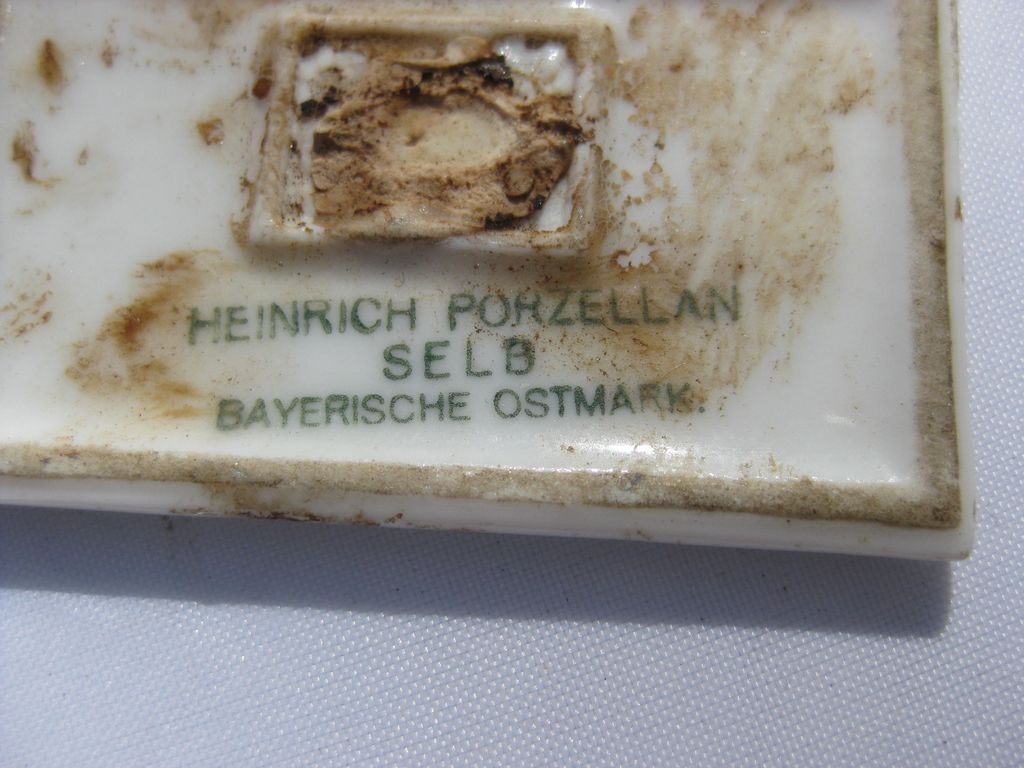 HEINRICH PORZELLAN
SELB
BAYERISCHE OSTMARK.